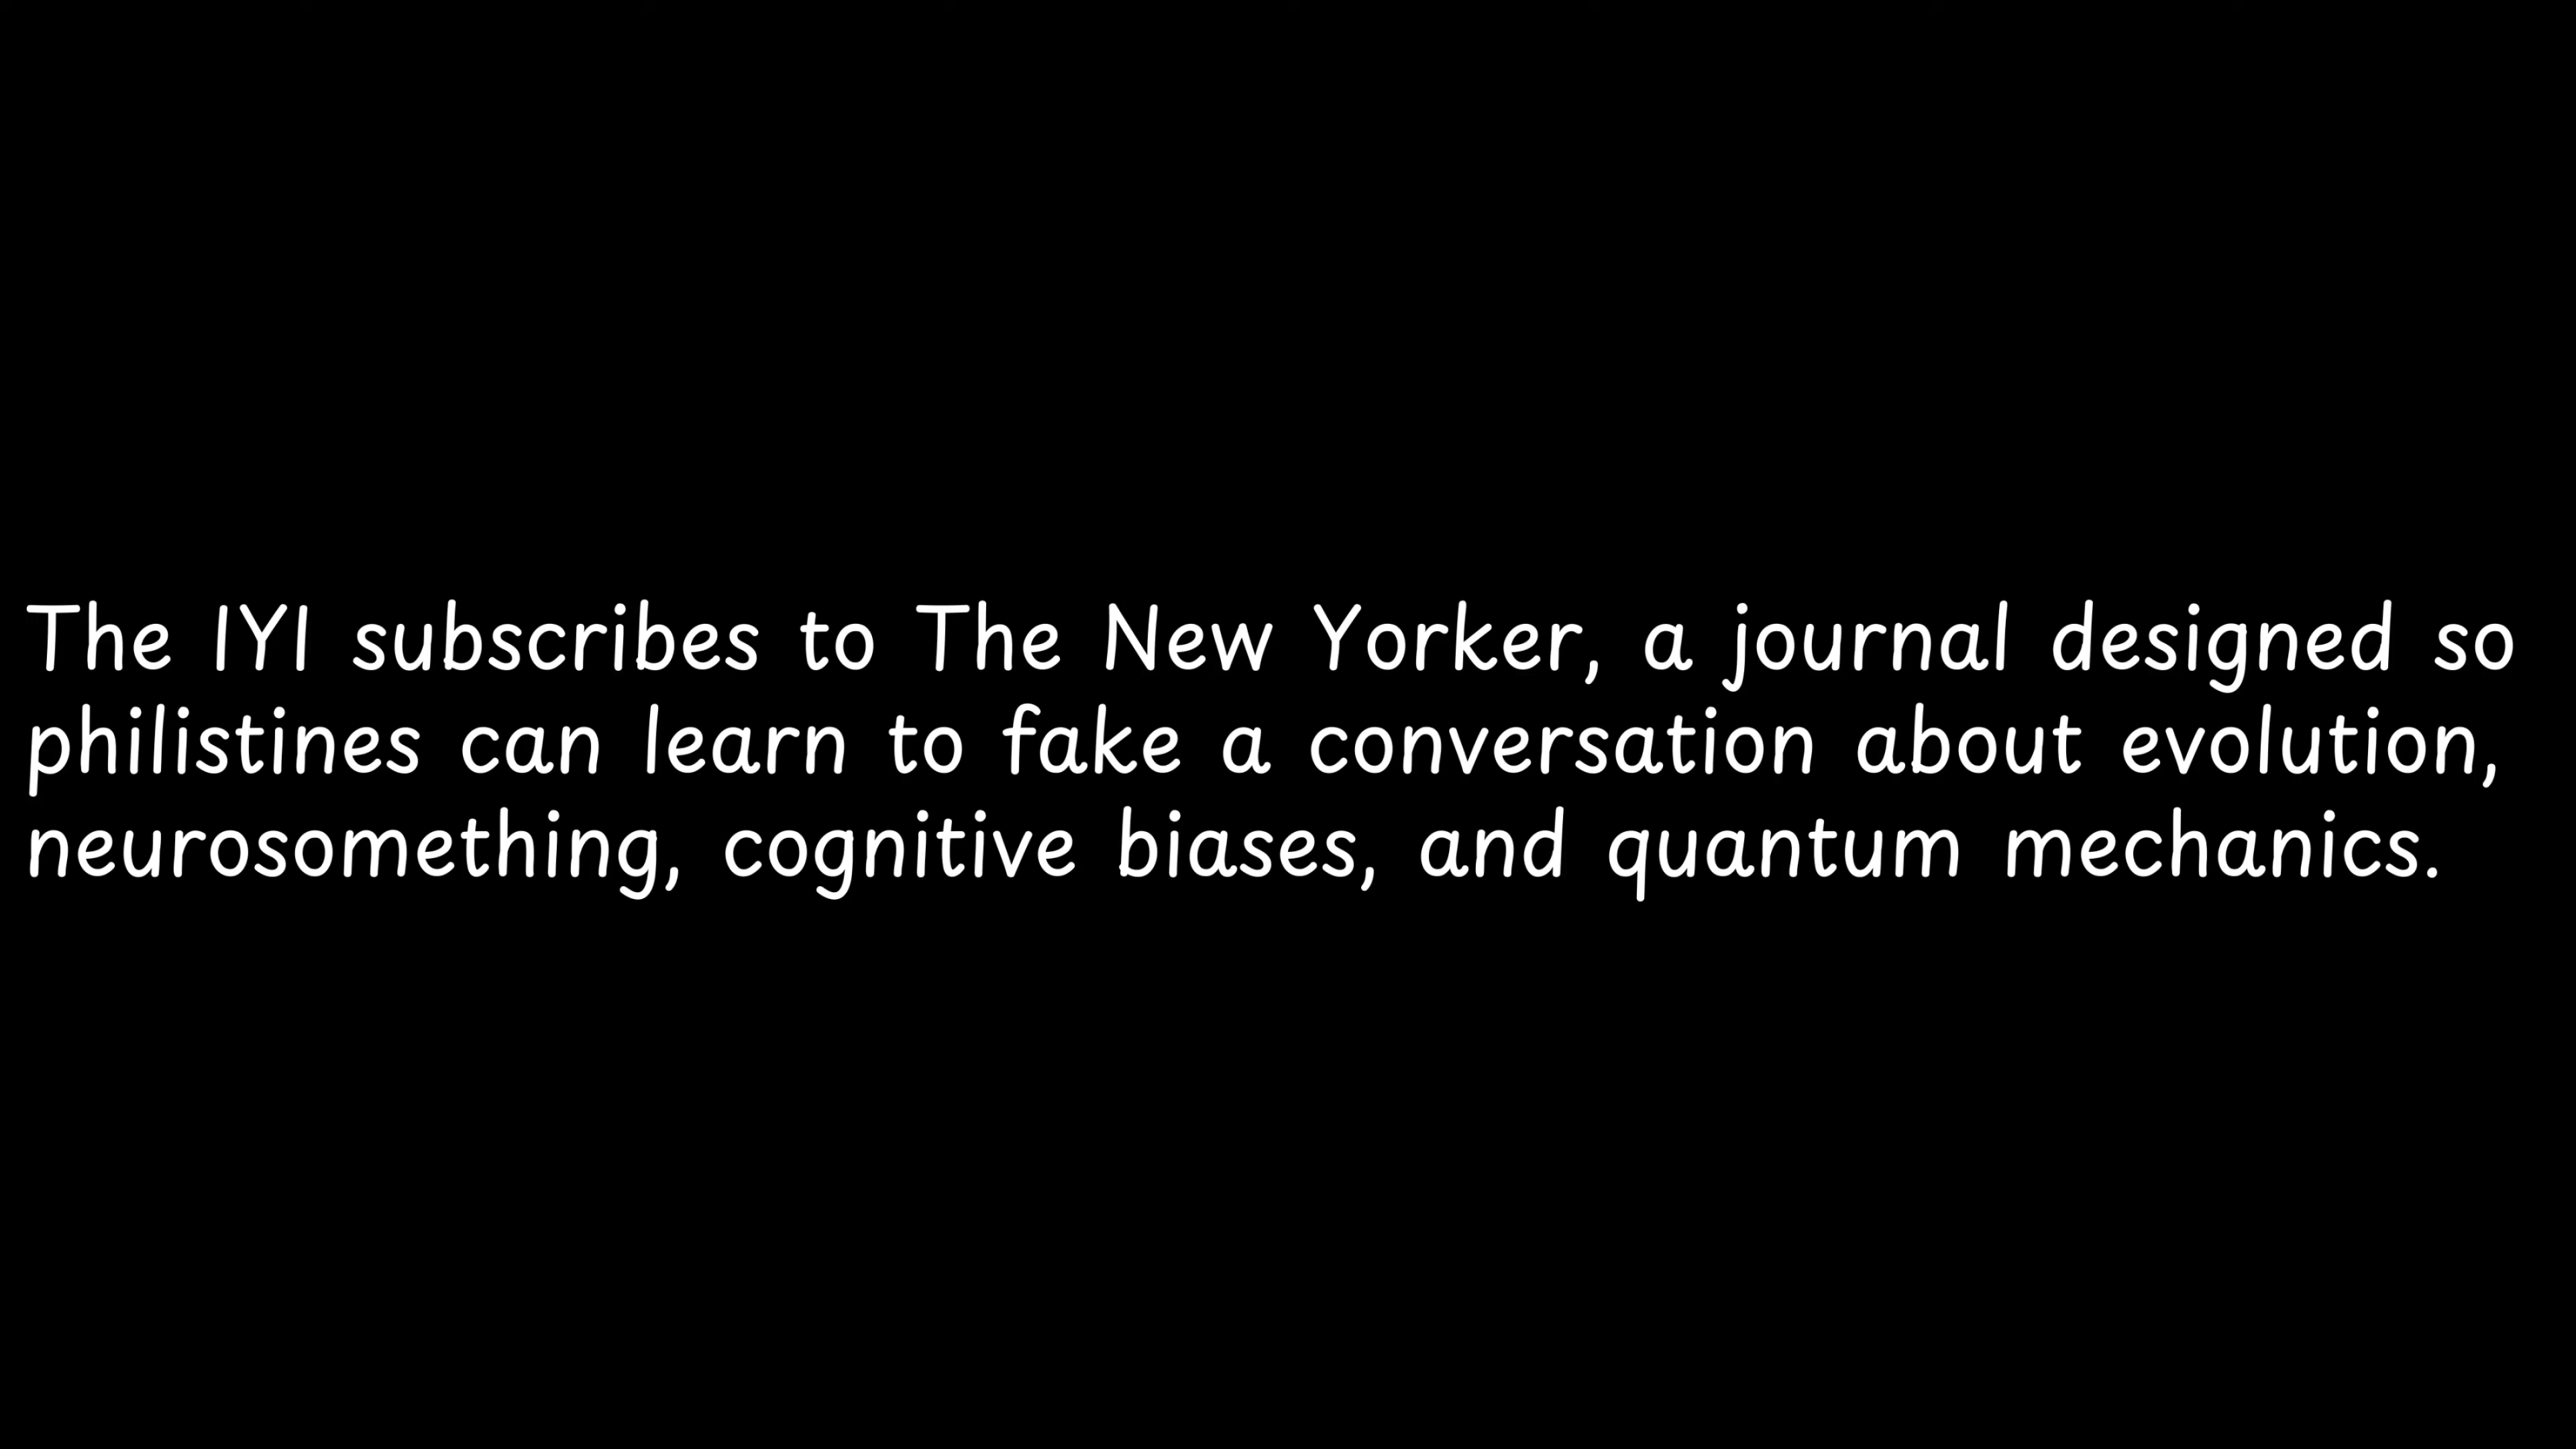 The IYI subscribes to The New Yorker, a journal designed so
philistines can learn to fake a conversation about evolution,
neurosomething, cognitive biases, and quantum mechanics.